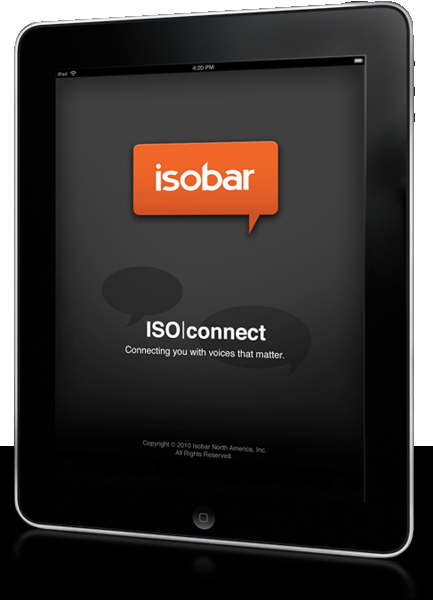 iPad 4:20 PM
isobar
ISO|connect
Connecting you with voices that matter.
Copyright © 2010 Isobar North America, Inc.
All Rights Reserved.